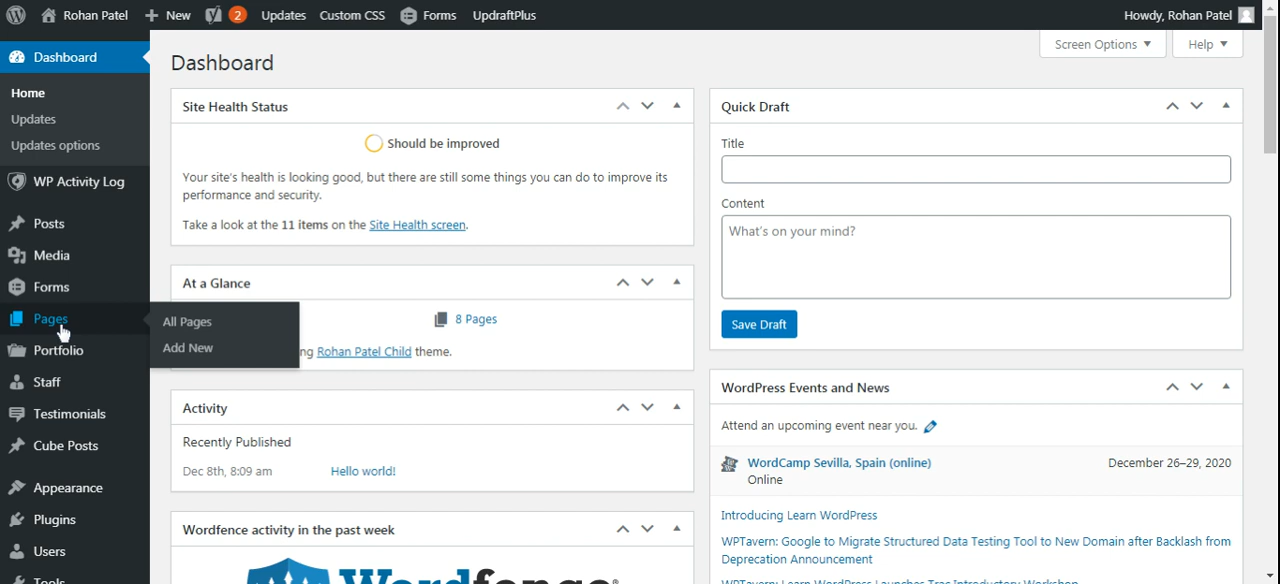 Rohan Patel + New 2 Updates Custom CSS Forms UpdraftPlus Howdy, Rohan Patel
Dashboard
Home
Updates
Updates options
WP Activity Log
Posts
Media
Forms
Pages
All Pages
Add New
Portfolio
Staff
Testimonials
Cube Posts
Appearance
Plugins
Users
Tools
Dashboard
Screen Options ▼ Help ▼
Site Health Status
Should be improved
Your site's health is looking good, but there are still some things you can do to improve its
performance and security.
Take a look at the 11 items on the Site Health screen.
At a Glance
8 Pages
ng Rohan Patel Child theme.
Activity
Recently Published
Dec 8th, 8:09 am Hello world!
Wordfence activity in the past week
Wordfence®
Quick Draft
Title
Content
What's on your mind?
Save Draft
WordPress Events and News
Attend an upcoming event near you.
WordCamp Sevilla, Spain (online) December 26–29, 2020
Online
Introducing Learn WordPress
WPTavern: Google to Migrate Structured Data Testing Tool to New Domain after Backlash from
Deprecation Announcement
WPTavern: Learn WordPress Launches Trac Introductory Workshop